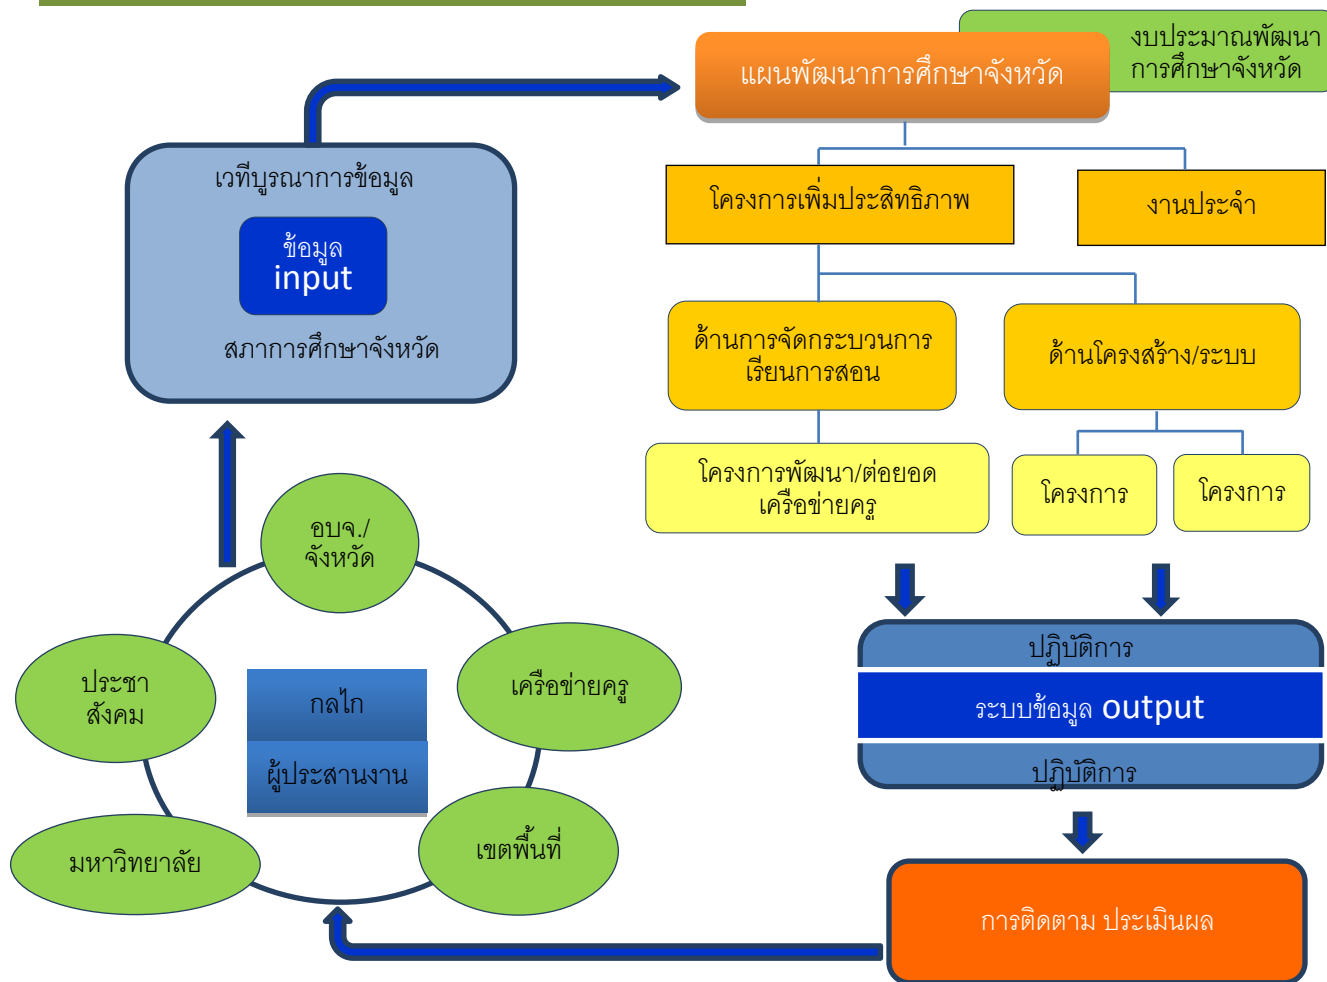 งบประมาณพัฒนา
การศึกษาจังหวัด
แผนพัฒนาการศึกษาจังหวัด
เวทีบูรณาการข้อมูล
ข้อมูล
input
สภาการศึกษาจังหวัด
โครงการเพิ่มประสิทธิภาพ
งานประจำ
ด้านการจัดกระบวนการ
เรียนการสอน
ด้านโครงสร้าง/ระบบ
โครงการพัฒนา/ต่อยอด
เครือข่ายครู
โครงการ
โครงการ
อบจ./
จังหวัด
ประชา
สังคม
เครือข่ายครู
กลไก
ผู้ประสานงาน
มหาวิทยาลัย
เขตพื้นที่
ปฏิบัติการ
ระบบข้อมูล output
ปฏิบัติการ
การติดตาม ประเมินผล